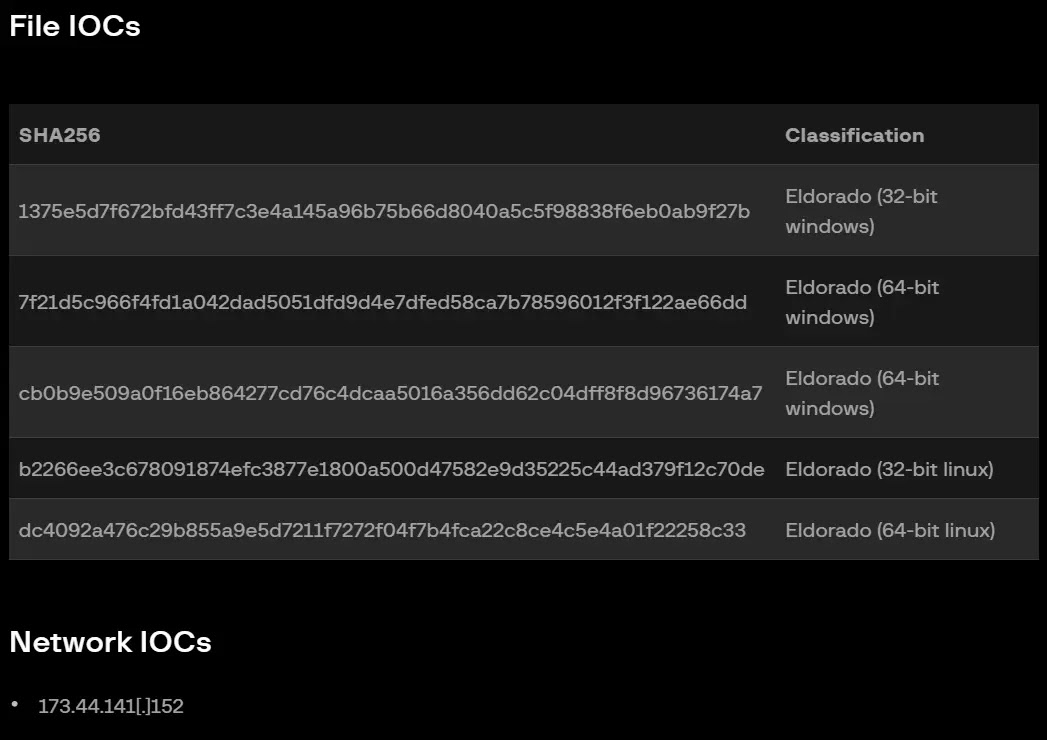 File IOCs
SHA256 Classification
1375e5d7f672bfd43ff7c3e4a145a96b75b66d8040a5c5f98838f6eb0ab9f27b Eldorado (32-bit
windows)
7f21d5c966f4fd1a042dad5051dfd9d4e7dfed58ca7b78596012f3f122ae66dd Eldorado (64-bit
windows)
cb0b9e509a0f16eb864277cd76c4dcaa5016a356dd62c04dff8f8d96736174a7 Eldorado (64-bit
windows)
b2266ee3c678091874efc3877e1800a500d47582e9d35225c44ad379f12c70de Eldorado (32-bit linux)
dc4092a476c29b855a9e5d7211f7272f04f7b4fca22c8ce4c5e4a01f22258c33 Eldorado (64-bit linux)
Network IOCs
• 173.44.141[.]152